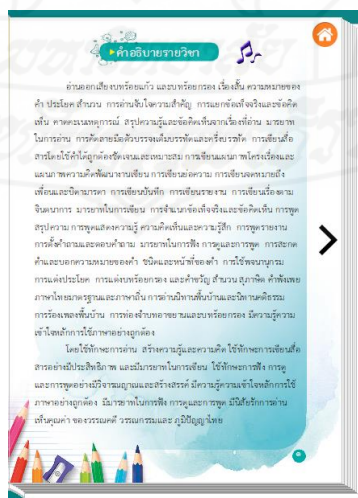 คำอธิบายรายวิชา
อ่านออกเสียงบทร้อยแก้ว และบทร้อยกรอง เรื่องสั้น ความหมายของ
คำ ประโยค สำนวน การอ่านจับใจความสำคัญ การแยกข้อเท็จจริงและข้อคิด
เห็น คาดคะเนเหตุการณ์ สรุปความรู้และข้อคิดเห็นจากเรื่องที่อ่าน มารยาท
ในการอ่าน การคัดลายมือตัวบรรจงเต็มบรรทัดและครึ่งบรรทัด การเขียนสื่อ
สารโดยใช้คำได้ถูกต้องชัดเจนและเหมาะสม การเขียนแผนภาพโครงเรื่องและ
แผนภาพความคิดพัฒนางานเขียน การเขียนย่อความ การเขียนจดหมายถึง
เพื่อนและบิดามารดา การเขียนบันทึก การเขียนรายงาน การเขียนเรื่องตาม
จินตนาการ มารยาทในการเขียน การจำแนกข้อเท็จจริงและข้อคิดเห็น การพูด
สรุปความ การพูดแสดงความรู้ ความคิดเห็นและความรู้สึก การพูดรายงาน
การตั้งคำถามและตอบคำถาม มารยาทในการฟัง การดูและการพูด การสะกด
คำและบอกความหมายของคำ ชนิดและหน้าที่ของคำ การใช้พจนานุกรม
การแต่งประโยค การแต่งบทร้อยกรอง และคำขวัญ สำนวน สุภาษิต คำพังเพย
ภาษาไทยมาตรฐานและภาษาถิ่น การอ่านนิทานพื้นบ้านและนิทานคติธรรม
การร้องเพลงพื้นบ้าน การท่องจำบทอาขยานและบทร้อยกรอง มีความรู้ความ
เข้าใจหลักการใช้ภาษาอย่างถูกต้อง
โดยใช้ทักษะการอ่าน สร้างความรู้และความคิด ใช้ทักษะการเขียนสื่อ
สารอย่างมีประสิทธิภาพ และมีมารยาทในการเขียน ใช้ทักษะการฟัง การดู
และการพูดอย่างมีวิจารณญาณและสร้างสรรค์ มีความรู้ความเข้าใจหลักการใช้
ภาษาอย่างถูกต้อง มีมารยาทในการฟัง การดูและการพูด มีนิสัยรักการอ่าน
เห็นคุณค่า ของวรรณคดี วรรณกรรมและ ภูมิปัญญาไทย